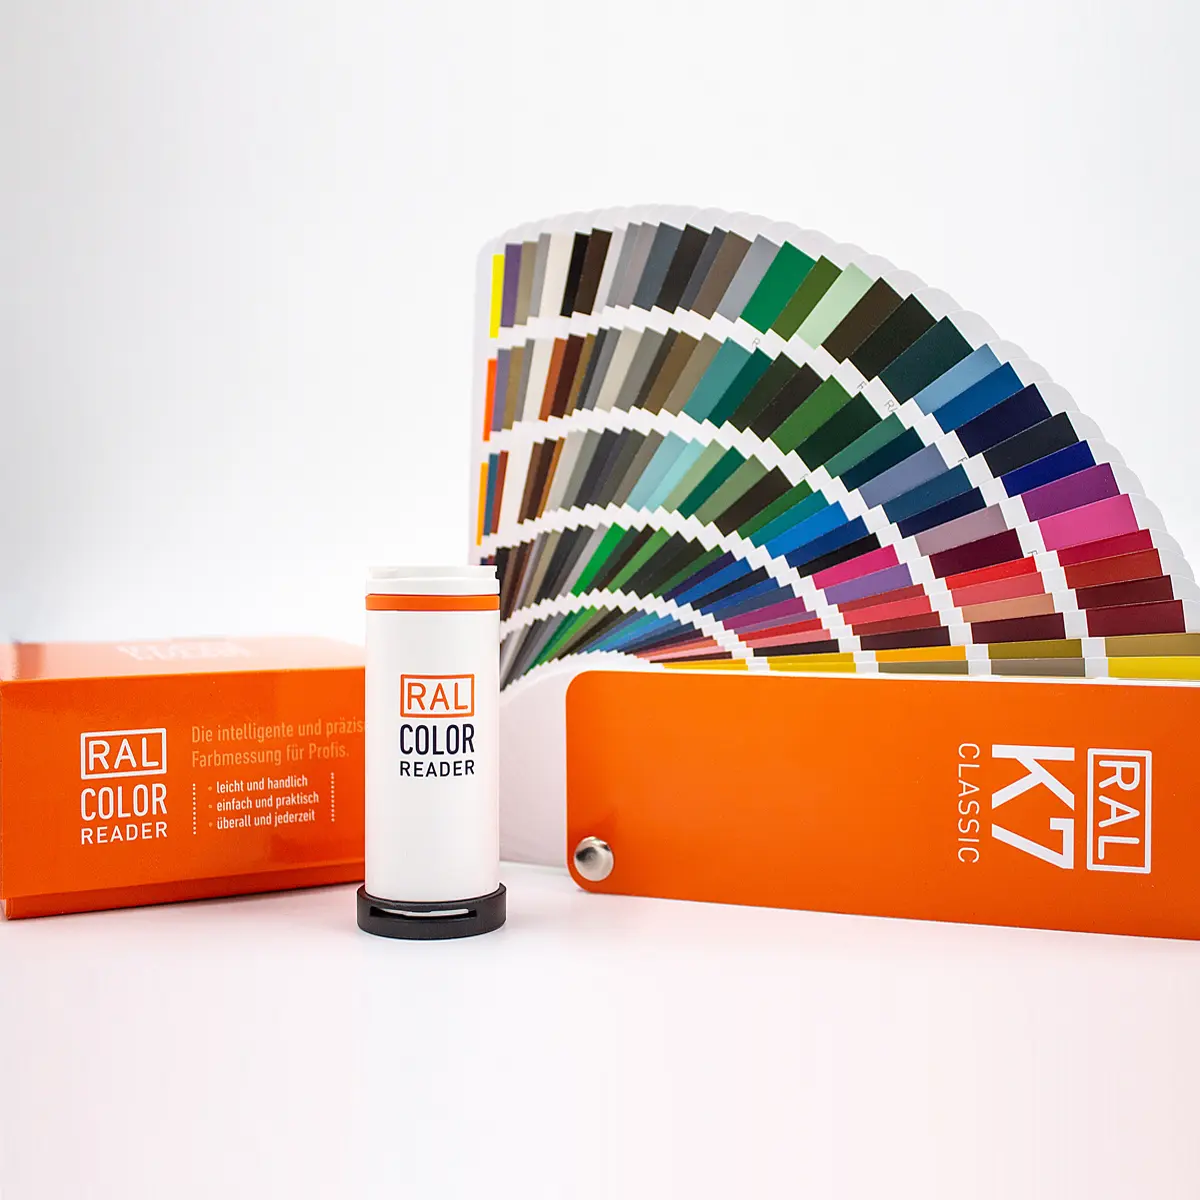 RAL
COLOR
READER
Die intelligente und
Farbmessung für Profis.
leicht und handlich
einfach und praktisch
überall und jederzeit
RAL
COLOR
READER
RAL
K7
CLASSIC